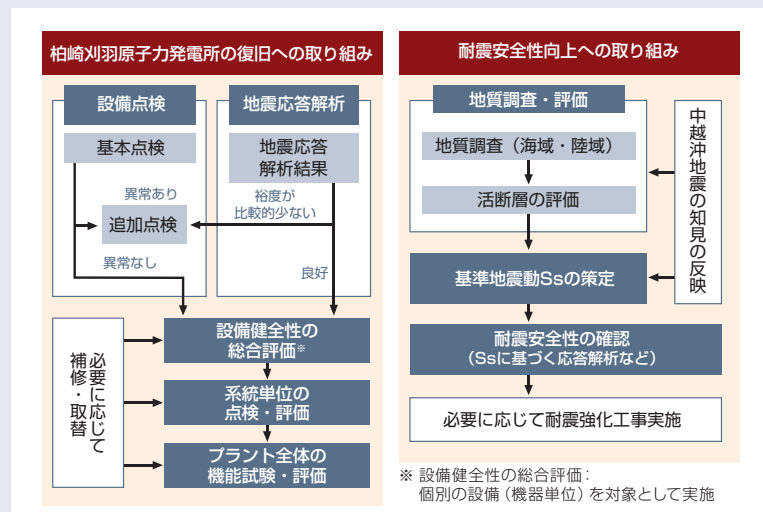 柏崎刈羽原子力発電所の復旧への取り組み
設備点検
地震応答解析
基本点検
地震応答
解析結果
異常あり
裕度が
比較的少ない
追加点検
異常なし
良好
設備健全性の
総合評価※
必要に応じて
補修・取替
系統単位の
点検・評価
プラント全体の
機能試験・評価
耐震安全性向上への取り組み
地質調査・評価
地質調査（海域・陸域）
活断層の評価
中越沖地震の知見の反映
基準地震動Ssの策定
耐震安全性の確認
（Ssに基づく応答解析など）
必要に応じて耐震強化工事実施
※ 設備健全性の総合評価：
個別の設備（機器単位）を対象として実施